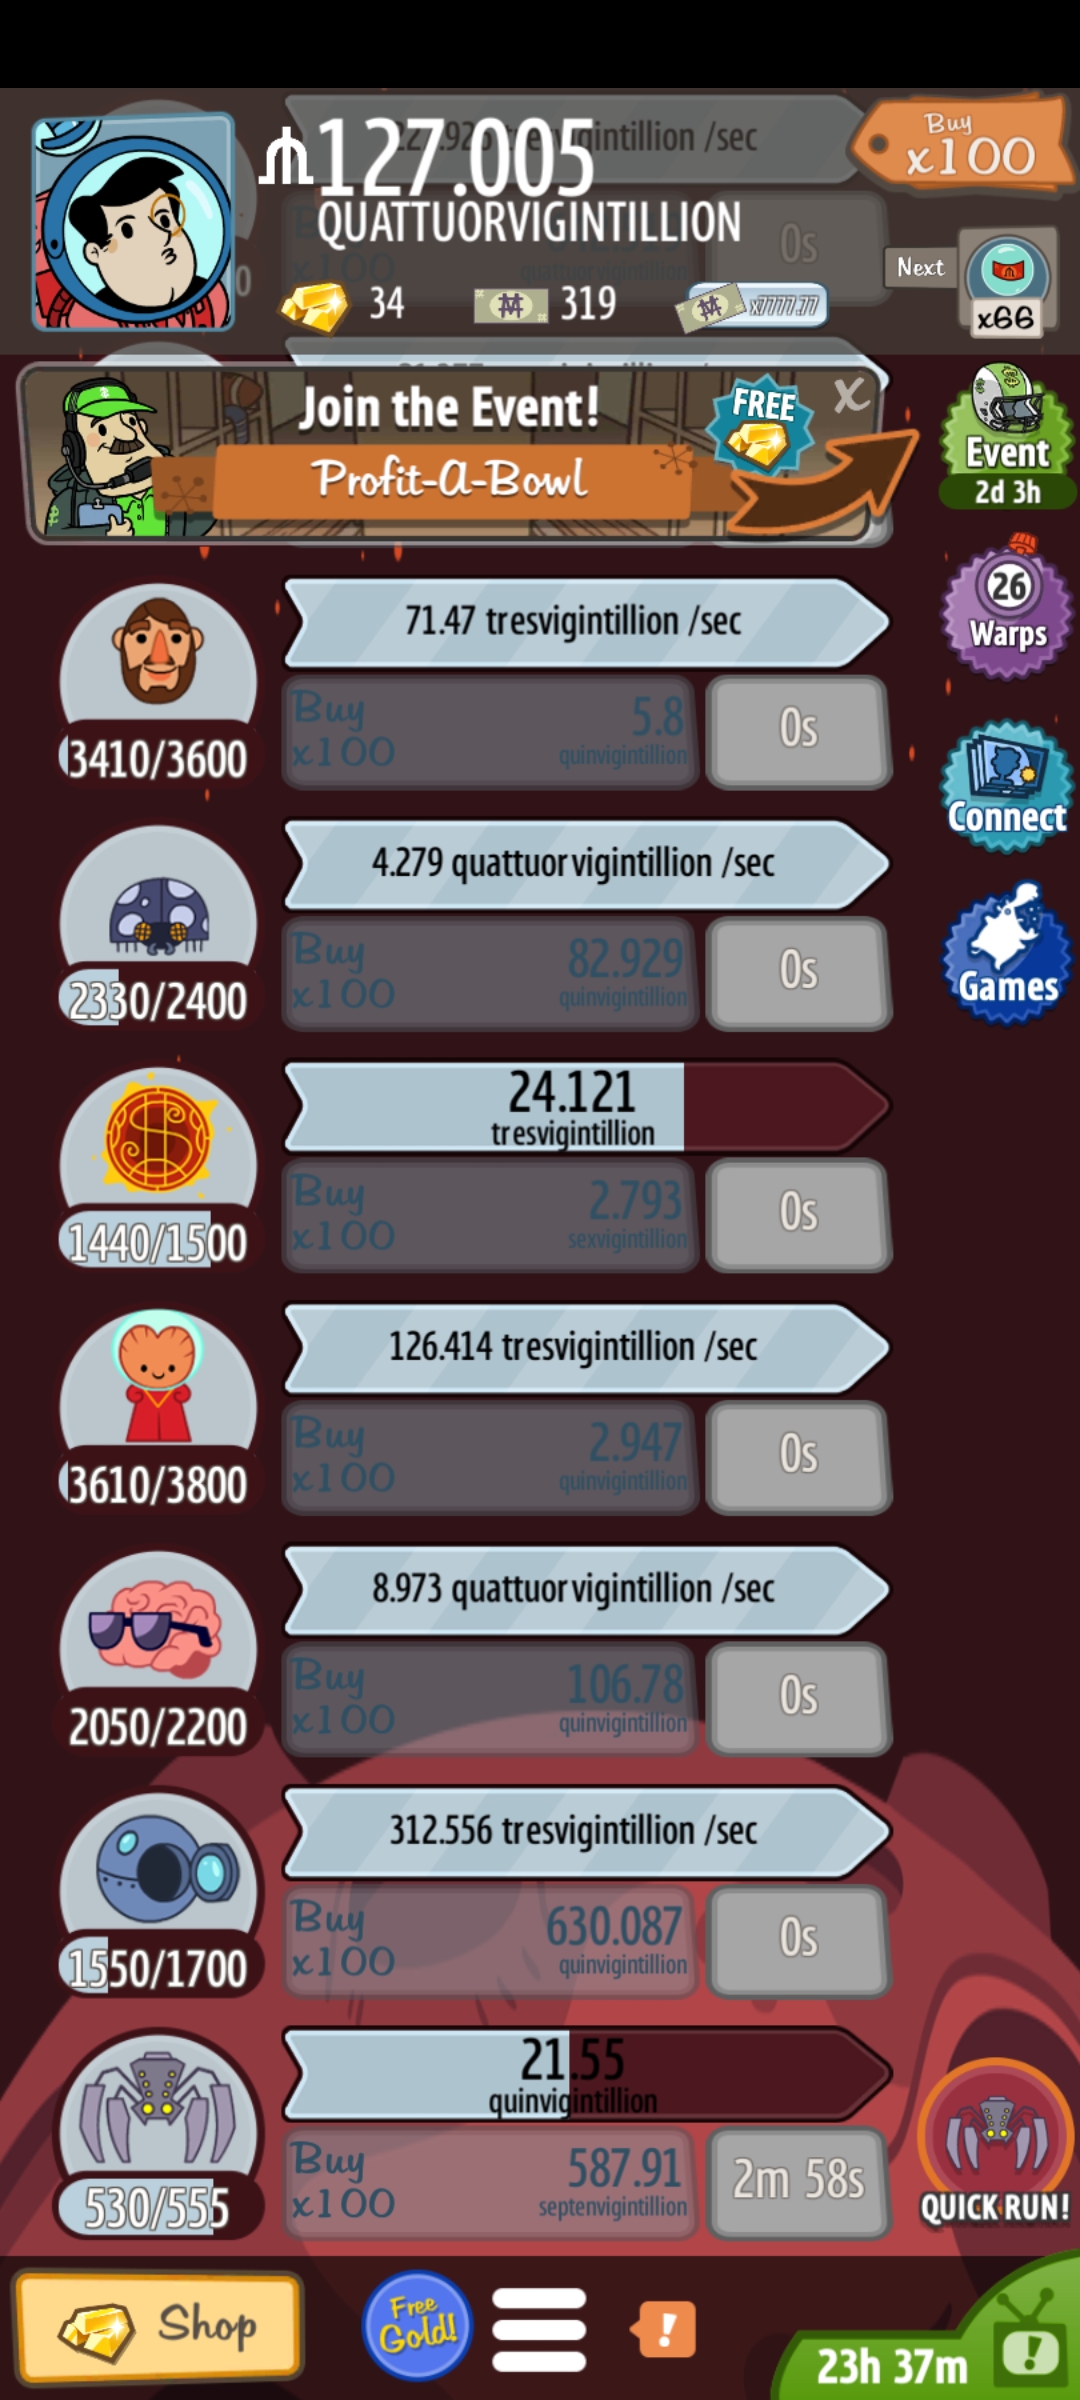 127.005
QUATTUORVIGINTILLION
Buy
x100
34
319
x7777.77
Next
x66
Join the Event!
Profit-A-Bowl
FREE
X
Event
2d 3h
26
Warps
Connect
Games
71.47 tresvigintillion /sec
Buy
x100
5.8
quinvigintillion
0s
3410/3600
4.279 quattuorvigintillion /sec
Buy
x100
82.929
quinvigintillion
0s
2330/2400
24.121
tresvigintillion
Buy
x100
2.793
sexvigintillion
0s
1440/1500
126.414 tresvigintillion /sec
Buy
x100
2.947
quinvigintillion
0s
3610/3800
8.973 quattuorvigintillion /sec
Buy
x100
106.78
quinvigintillion
0s
2050/2200
312.556 tresvigintillion /sec
Buy
x100
630.087
quinvigintillion
0s
1550/1700
21.55
quinvigintillion
Buy
x100
587.91
septenvigintillion
2m 58s
530/555
QUICK RUN!
Shop
Free
Gold!
!
23h 37m
!